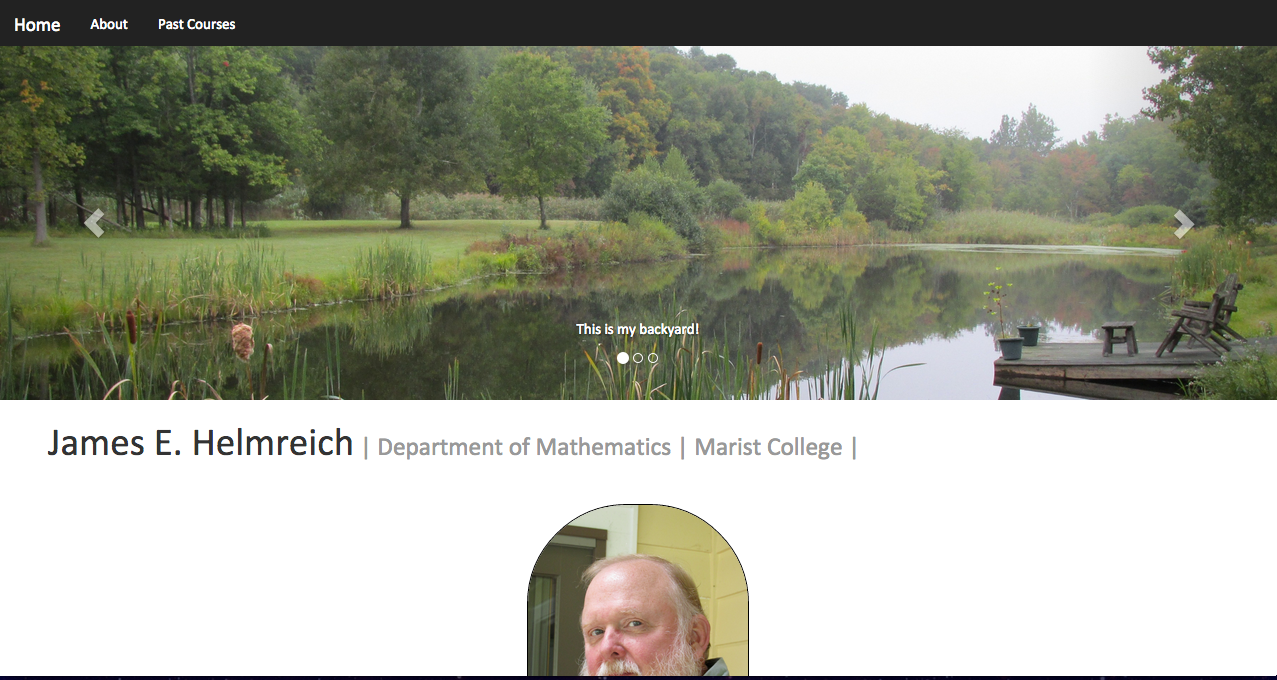 Home About Past Courses
This is my backyard!
James E. Helmreich | Department of Mathematics | Marist College |